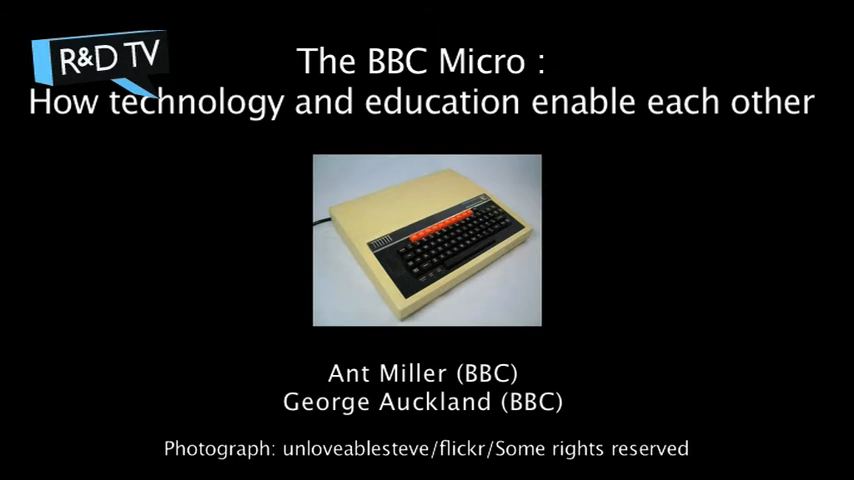 R&D TV
The BBC Micro :
How technology and education enable each other
Ant Miller (BBC)
George Auckland (BBC)
Photograph: unloveablesteve/flickr/Some rights reserved